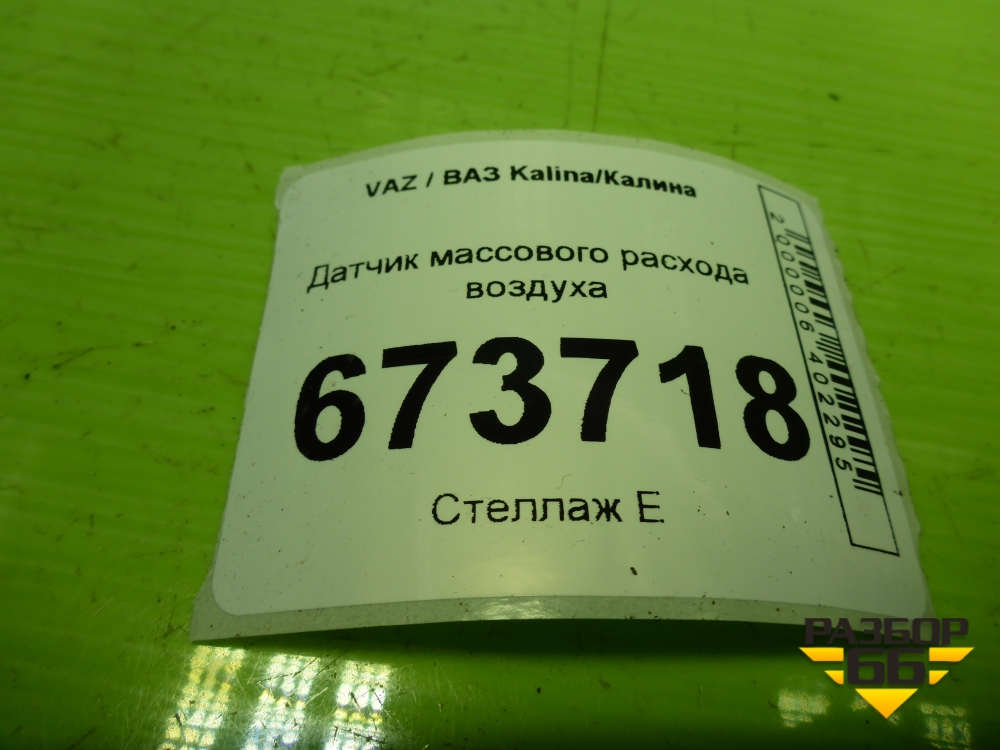 VAZ / ВАЗ Kalina/Калина
Датчик массового расхода
воздуха
673718
Стеллаж Е
2000006402295
РАЗБОР
66